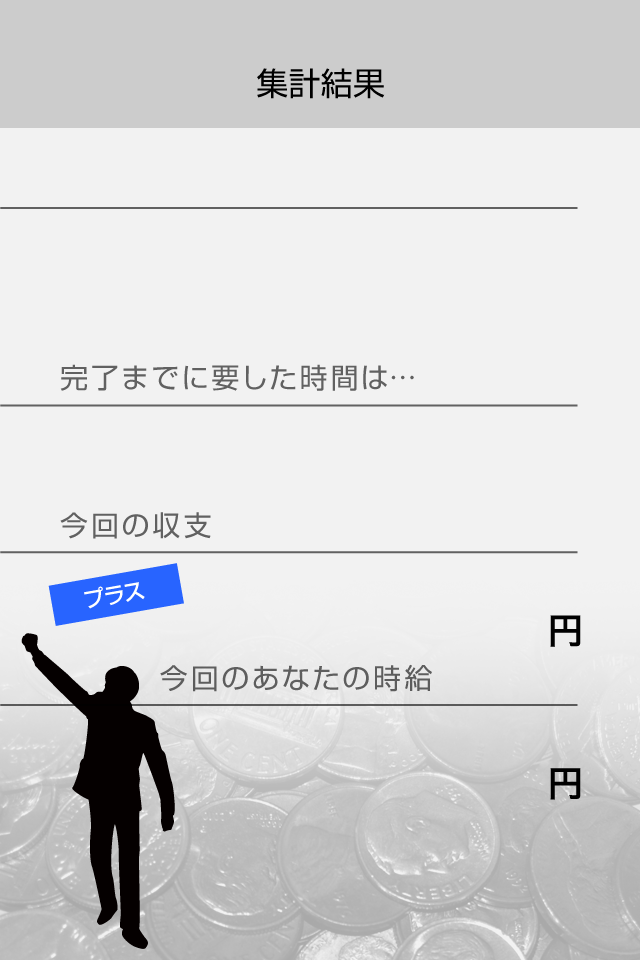 集計結果
完了までに要した時間は…
今回の収支
プラス
円
今回のあなたの時給
円